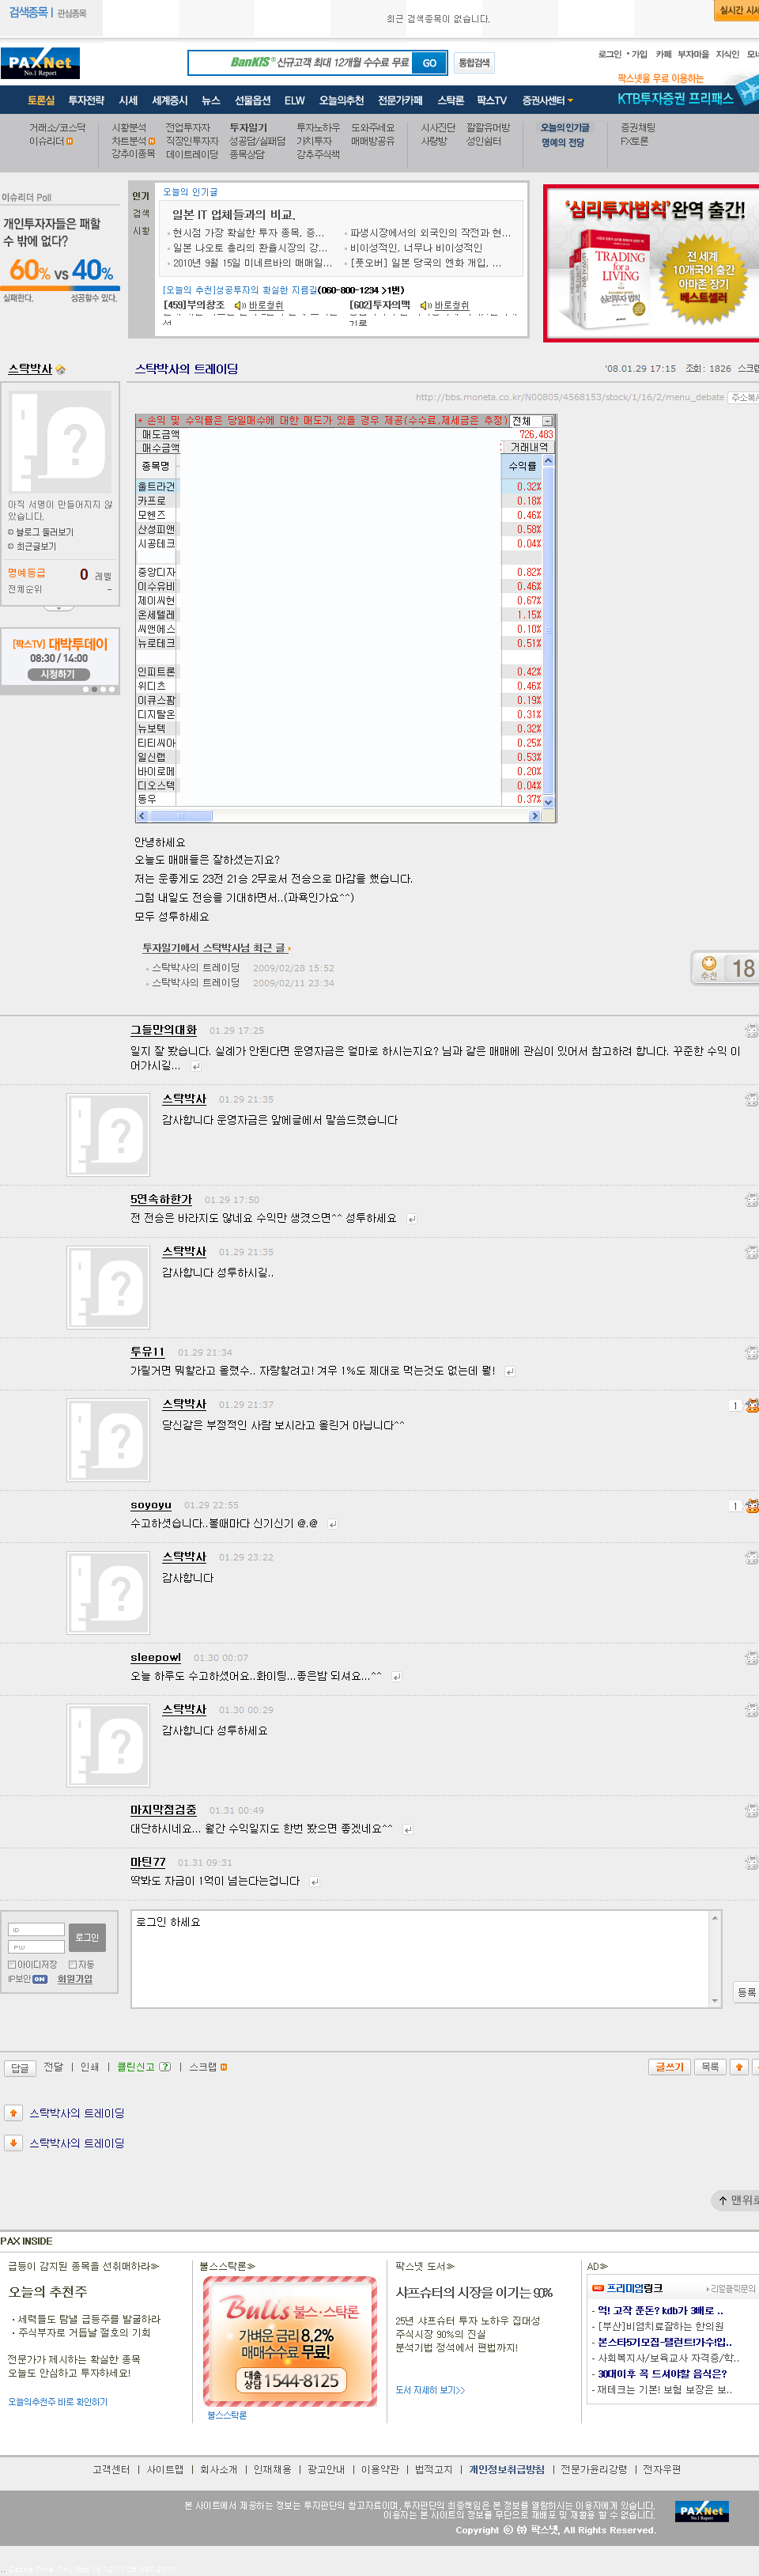 검색종목 | 관심종목
최근 검색종목이 없습니다.
PAXNet
No.1 Report
BanKIS® 신규고객 최대 12개월 수수료 무료 GO 통합검색
로그인 • 가입 카페 부자마을 지식인
팍스넷을 무료 이용하는
KTB투자증권 프리패스
토론실 투자전략 시세 세계증시 뉴스 선물옵션 ELW 오늘의추천 전문가카페 스탁론 팍스TV 증권사센터
거래소/코스닥 시황분석 전업투자자 투자일기 투자노하우 도와주세요 시사진단 깔깔유머방 오늘의 인기글 증권채팅
이슈리더 차트분석 직장인투자자 성공담/실패담 가치투자 매매방공유 사랑방 성인쉼터 명예의 전당 FX토론
강추이종목 데이트레이딩 종목상담 강추주식책
이슈리더 Poll
개인투자자들은 패할 수 밖에 없다?
60% vs 40%
실패한다. 성공할수 있다.
인기
검색
시황
오늘의 인기글
일본 IT 업체들과의 비교.
현시점 가장 확실한 투자 종목, 증...
파생시장에서의 외국인의 작전과 현...
일본 나오토 총리의 환율시장의 강...
비이성적인, 너무나 비이성적인
2010년 9월 15일 미네르바의 매매일...
[폿오버] 일본 당국의 엔화 개입, ...
[오늘의 추천]성공투자의 황실한 지름길(060-800-1234 >1번)
[459]부의창조 바로청취
[602]투자의맥 바로청취
'심리투자법칙' 완역 출간!
TRADING for a LIVING
전 세계 10개국어 출간
아마존 장기
베스트셀러
스탁박사
아직 서명이 만들어지지 않았습니다.
블로그 둘러보기
최근글보기
명예등급 0 레벨
전체순위 -
[팍스TV] 대박투데이
08:30 / 14:00
시청하기
스탁박사의 트레이딩
'08.01.29 17:15 조회 : 1826
http://bbs.moneta.co.kr/N00805/4568153/stock/1/16/2/menu_debate
* 손익 및 수익률은 당일매수에 대한 매도가 있을 경우 제공(수수료,제세금은 추정) 전체
매도금액 726,483
매수금액 거래내역
종목명 수익률
울트라건 0.32%
카프로 0.18%
모헨즈 0.46%
산성피앤 0.58%
시공테크 0.04%
중앙디자 0.82%
이수유비 0.46%
제이씨현 0.67%
온세텔레 1.15%
씨앤에스 0.10%
뉴로테크 0.51%
인피트론 0.42%
위디츠 0.46%
이큐스팜 0.19%
디지탈온 0.31%
뉴보텍 0.32%
티티씨아 0.25%
일신랩 0.53%
바이로메 0.20%
디오스텍 0.04%
동우 0.37%
안녕하세요
오늘도 매매들은 잘하셨는지요?
저는 운좋게도 23전 21승 2무로서 전승으로 마감을 했습니다.
그럼 내일도 전승을 기대하면서..(과욕인가요^^)
모두 성투하세요
투자일기에서 스탁박사님 최근 글
스탁박사의 트레이딩 2009/02/28 15:52
스탁박사의 트레이딩 2009/02/11 23:34
추천 18
그들만의대화 01.29 17:25
일지 잘 봤습니다. 실례가 안된다면 운영자금은 얼마로 하시는지요? 님과 같은 매매에 관심이 있어서 참고하려 합니다. 꾸준한 수익 이어가시길...
스탁박사 01.29 21:35
감사합니다 운영자금은 앞에글에서 말씀드렸습니다
5연속하한가 01.29 17:50
전 전승은 바라지도 않네요 수익만 생겼으면^^ 성투하세요
스탁박사 01.29 21:35
감사합니다 성투하시길..
투유11 01.29 21:34
가릴거면 뭐할라고 올렸수.. 자랑할려고! 겨우 1%도 제대로 먹는것도 없는데 뭘!
스탁박사 01.29 21:37
당신같은 부정적인 사람 보시라고 올린거 아닙니다^^
1
soyoyu 01.29 22:55
수고하셨습니다..볼때마다 신기신기 @.@
1
스탁박사 01.29 23:22
감사합니다
sleepowl 01.30 00:07
오늘 하루도 수고하셨어요..화이팅...좋은밤 되셔요...^^
스탁박사 01.30 00:29
감사합니다 성투하세요
마지막점검중 01.31 00:49
대단하시네요... 월간 수익일지도 한번 봤으면 좋겠네요^^
마틴77 01.31 09:31
딱봐도 자금이 1억이 넘는다는겁니다
ID
PW
로그인
아이디저장 자동
IP보안 ON 회원가입
로그인 하세요
등록
답글 전달 | 인쇄 | 클린신고 ? | 스크랩
글쓰기 목록
스탁박사의 트레이딩
스탁박사의 트레이딩
PAX INSIDE
급등이 감지된 종목을 선취매하라≫
오늘의 추천주
· 세력들도 탐낼 급등주를 발굴하라
· 주식부자로 거듭날 절호의 기회
전문가가 제시하는 확실한 종목
오늘도 안심하고 투자하세요!
오늘의추천주 바로 확인하기
불스스탁론≫
Bulls 불스·스탁론
가벼운 금리 8.2%
매매수수료 무료!
대출상담 1544-8125
불스스탁론
팍스넷 도서≫
샤프슈터의 시장을 이기는 90%
25년 샤프슈터 투자 노하우 집대성
주식시장 90%의 진실
분석기법 정석에서 편법까지!
도서 자세히 보기>>
AD≫
프리미엄링크 리얼클릭문의
- 헉! 고작 푼돈? kdb가 3배로 ..
- [부산]비염치료잘하는 한의원
- 본스타5기모집-탤런트!가수!입..
- 사회복지사/보육교사 자격증/학..
- 30대이후 꼭 드셔야할 음식은?
- 재테크는 기본! 보험 보장은 보..
고객센터 | 사이트맵 | 회사소개 | 인재채용 | 광고안내 | 이용약관 | 법적고지 | 개인정보취급방침 | 전문가윤리강령 | 전자우편
본 사이트에서 제공하는 정보는 투자판단의 참고자료이며, 투자판단의 최종책임은 본 정보를 열람하시는 이용자에게 있습니다.
이용자는 본 사이트의 정보를 무단으로 재배포 및 재활용 할 수 없습니다.
Copyright ⓒ ㈜ 팍스넷, All Rights Reserved.
PAXNet
No.1 Report